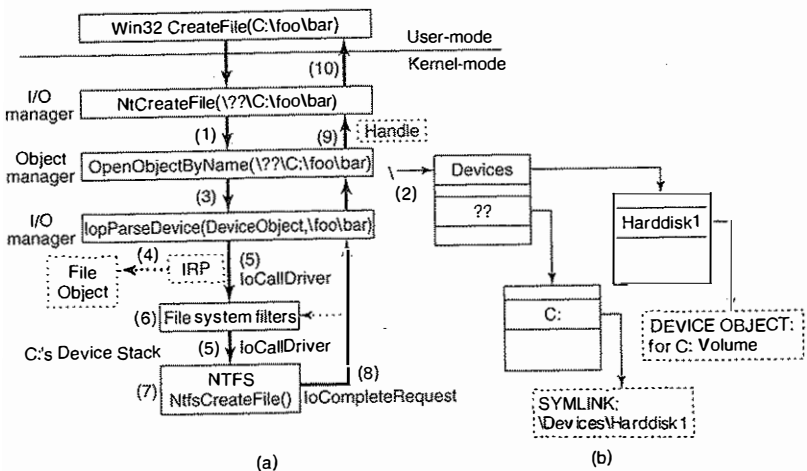 Win32 CreateFile(C:\foo\bar)
User-mode
Kernel-mode
(10)
I/O
manager
NtCreateFile(\??\C:\foo\bar)
(1)
(9)
Handle
Object
manager
OpenObjectByName(\??\C:\foo\bar)
(3)
I/O
manager
IopParseDevice(DeviceObject,\foo\bar)
(4)
File
Object
IRP
(5)
IoCallDriver
(6)
File system filters
C:'s Device Stack
(5)
IoCallDriver
(7)
NTFS
NtfsCreateFile()
(8)
IoCompleteRequest
(a)
\
(2)
Devices
??
Harddisk1
C:
DEVICE OBJECT:
for C: Volume
SYMLINK:
\Devices\Harddisk1
(b)